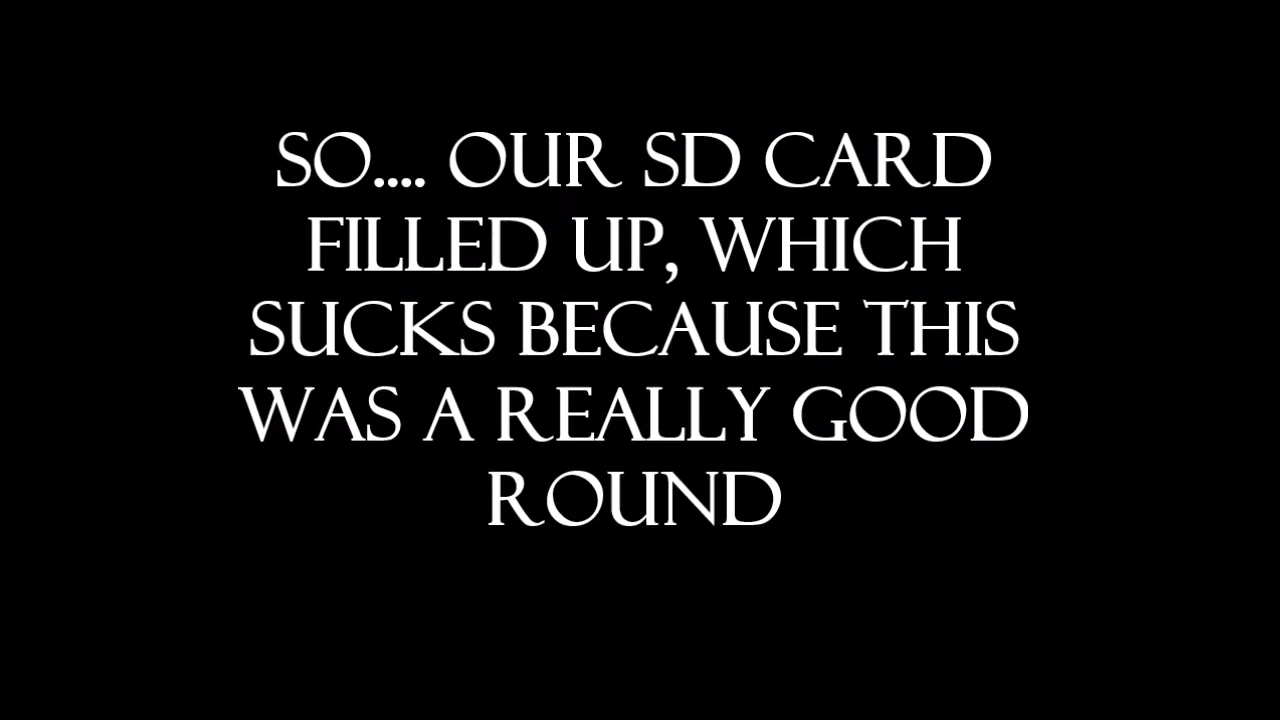 SO.... OUR SD CARD
FILLED UP, WHICH
SUCKS BECAUSE THIS
WAS A REALLY GOOD
ROUND